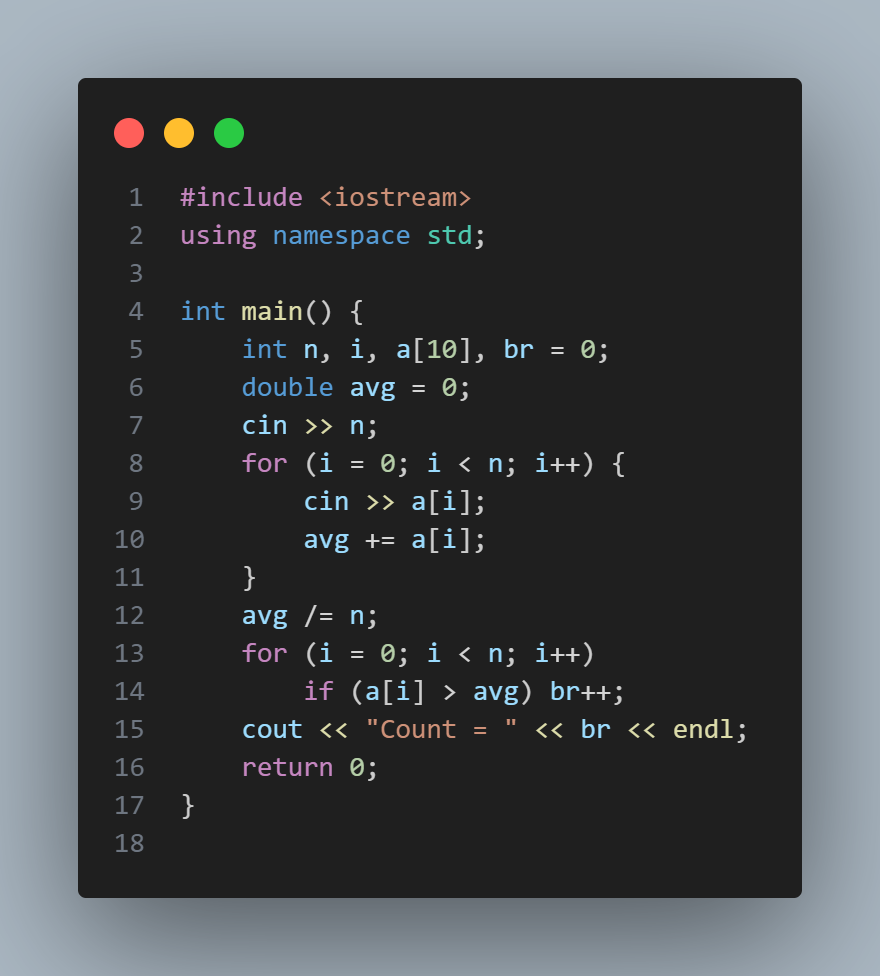 1 #include <iostream>
2 using namespace std;
3
4 int main() {
5     int n, i, a[10], br = 0;
6     double avg = 0;
7     cin >> n;
8     for (i = 0; i < n; i++) {
9         cin >> a[i];
10         avg += a[i];
11     }
12     avg /= n;
13     for (i = 0; i < n; i++)
14         if (a[i] > avg) br++;
15     cout << "Count = " << br << endl;
16     return 0;
17 }
18